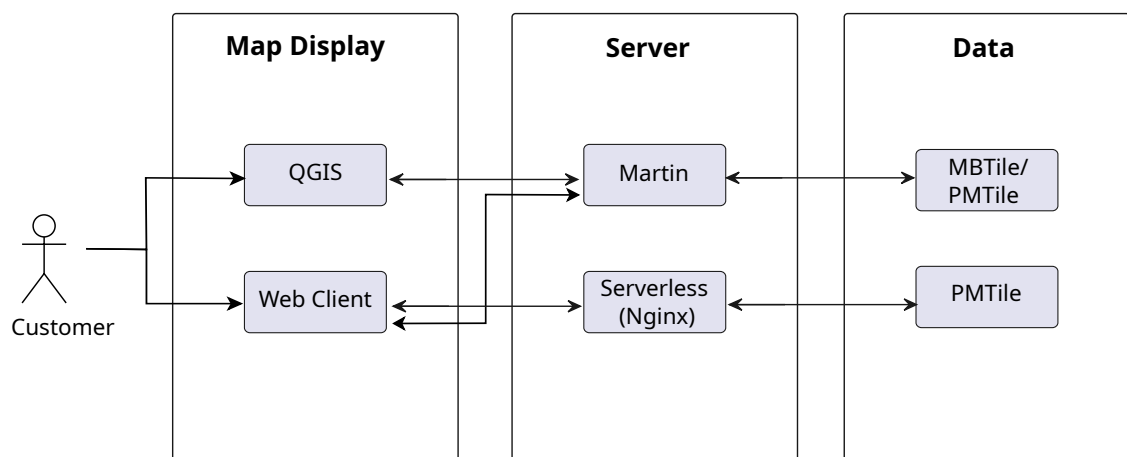 Map Display
Server
Data
QGIS
Martin
MBTile/
PMTile
Web Client
Serverless
(Nginx)
PMTile
Customer